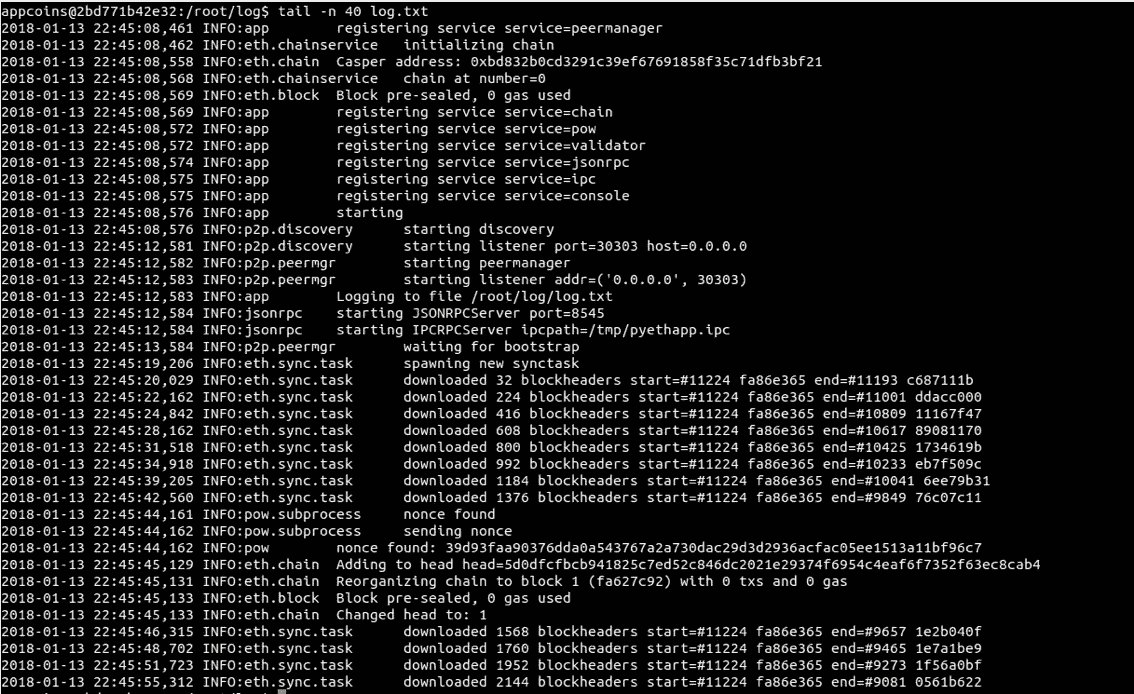 appcoins@2bd771b42e32:/root/log$ tail -n 40 log.txt
2018-01-13 22:45:08,461 INFO:app registering service service=peermanager
2018-01-13 22:45:08,462 INFO:eth.chainservice initializing chain
2018-01-13 22:45:08,558 INFO:eth.chain Casper address: 0xbd832b0cd3291c39ef67691858f35c71dfb3bf21
2018-01-13 22:45:08,568 INFO:eth.chainservice chain at number=0
2018-01-13 22:45:08,569 INFO:eth.block Block pre-sealed, 0 gas used
2018-01-13 22:45:08,569 INFO:app registering service service=chain
2018-01-13 22:45:08,572 INFO:app registering service service=pow
2018-01-13 22:45:08,572 INFO:app registering service service=validator
2018-01-13 22:45:08,574 INFO:app registering service service=jsonrpc
2018-01-13 22:45:08,575 INFO:app registering service service=ipc
2018-01-13 22:45:08,575 INFO:app registering service service=console
2018-01-13 22:45:08,576 INFO:app starting
2018-01-13 22:45:08,576 INFO:p2p.discovery starting discovery
2018-01-13 22:45:12,581 INFO:p2p.discovery starting listener port=30303 host=0.0.0.0
2018-01-13 22:45:12,582 INFO:p2p.peermgr starting peermanager
2018-01-13 22:45:12,583 INFO:p2p.peermgr starting listener addr=('0.0.0.0', 30303)
2018-01-13 22:45:12,583 INFO:app Logging to file /root/log/log.txt
2018-01-13 22:45:12,584 INFO:jsonrpc starting JSONRPCServer port=8545
2018-01-13 22:45:12,584 INFO:jsonrpc starting IPCRPCServer ipcpath=/tmp/pyethapp.ipc
2018-01-13 22:45:13,584 INFO:p2p.peermgr waiting for bootstrap
2018-01-13 22:45:19,206 INFO:eth.sync.task spawning new synctask
2018-01-13 22:45:20,029 INFO:eth.sync.task downloaded 32 blockheaders start=#11224 fa86e365 end=#11193 c687111b
2018-01-13 22:45:22,162 INFO:eth.sync.task downloaded 224 blockheaders start=#11224 fa86e365 end=#11001 ddacc000
2018-01-13 22:45:24,842 INFO:eth.sync.task downloaded 416 blockheaders start=#11224 fa86e365 end=#10809 11167f47
2018-01-13 22:45:28,162 INFO:eth.sync.task downloaded 608 blockheaders start=#11224 fa86e365 end=#10617 89081170
2018-01-13 22:45:31,518 INFO:eth.sync.task downloaded 800 blockheaders start=#11224 fa86e365 end=#10425 1734619b
2018-01-13 22:45:34,918 INFO:eth.sync.task downloaded 992 blockheaders start=#11224 fa86e365 end=#10233 eb7f509c
2018-01-13 22:45:39,205 INFO:eth.sync.task downloaded 1184 blockheaders start=#11224 fa86e365 end=#10041 6ee79b31
2018-01-13 22:45:42,560 INFO:eth.sync.task downloaded 1376 blockheaders start=#11224 fa86e365 end=#9849 76c07c11
2018-01-13 22:45:44,161 INFO:pow.subprocess nonce found
2018-01-13 22:45:44,162 INFO:pow.subprocess sending nonce
2018-01-13 22:45:44,162 INFO:pow nonce found: 39d93faa90376dda0a543767a2a730dac29d3d2936acfac05ee1513a11bf96c7
2018-01-13 22:45:45,129 INFO:eth.chain Adding to head head=5d0dfcfbcb941825c7ed52c846dc2021e29374f6954c4eaf6f7352f63ec8cab4
2018-01-13 22:45:45,131 INFO:eth.chain Reorganizing chain to block 1 (fa627c92) with 0 txs and 0 gas
2018-01-13 22:45:45,133 INFO:eth.block Block pre-sealed, 0 gas used
2018-01-13 22:45:45,133 INFO:eth.chain Changed head to: 1
2018-01-13 22:45:46,315 INFO:eth.sync.task downloaded 1568 blockheaders start=#11224 fa86e365 end=#9657 1e2b040f
2018-01-13 22:45:48,702 INFO:eth.sync.task downloaded 1760 blockheaders start=#11224 fa86e365 end=#9465 1e7a1be9
2018-01-13 22:45:51,723 INFO:eth.sync.task downloaded 1952 blockheaders start=#11224 fa86e365 end=#9273 1f56a0bf
2018-01-13 22:45:55,312 INFO:eth.sync.task downloaded 2144 blockheaders start=#11224 fa86e365 end=#9081 0561b622